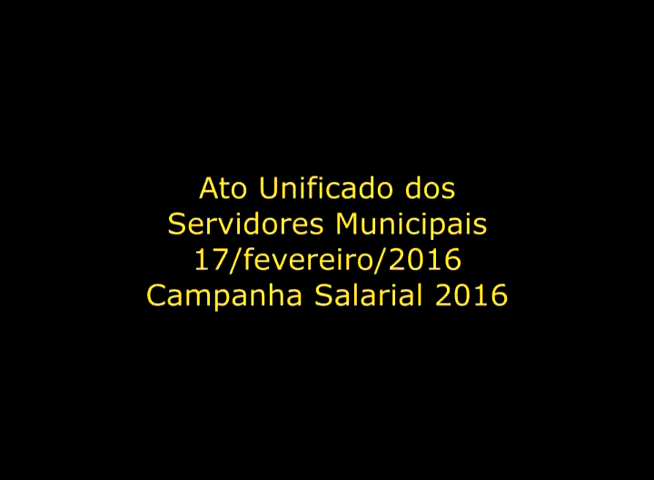 Ato Unificado dos
Servidores Municipais
17/fevereiro/2016
Campanha Salarial 2016